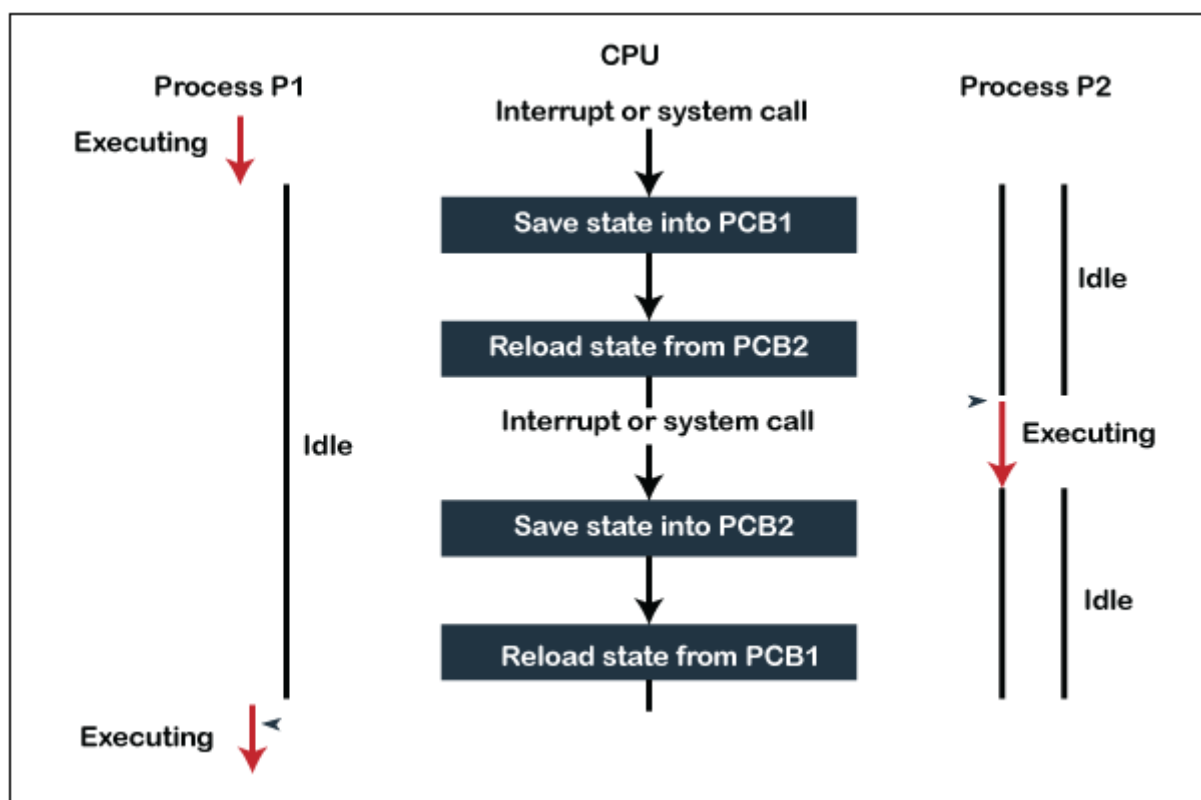 CPU
Process P1
Process P2
Interrupt or system call
Executing
Save state into PCB1
Idle
Reload state from PCB2
Interrupt or system call
Executing
Idle
Save state into PCB2
Idle
Reload state from PCB1
Executing